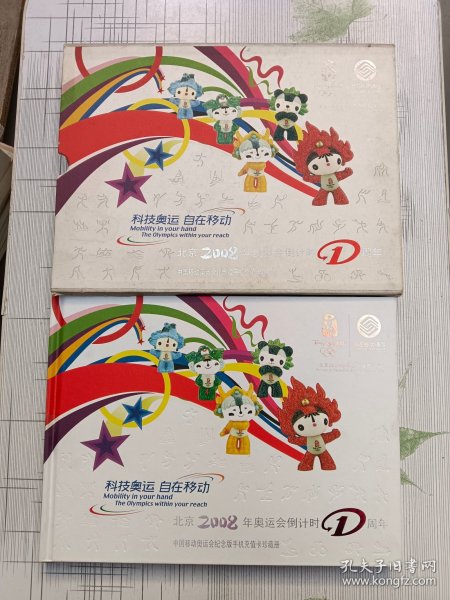 科技奥运 自在移动
Mobility in your hand
The Olympics within your reach
北京2008年奥运会倒计时1周年
科技奥运 自在移动
Mobility in your hand
The Olympics within your reach
北京2008年奥运会倒计时1周年
中国移动奥运会纪念版手机充值卡珍藏册
孔夫子旧书网
www.kongfz.com